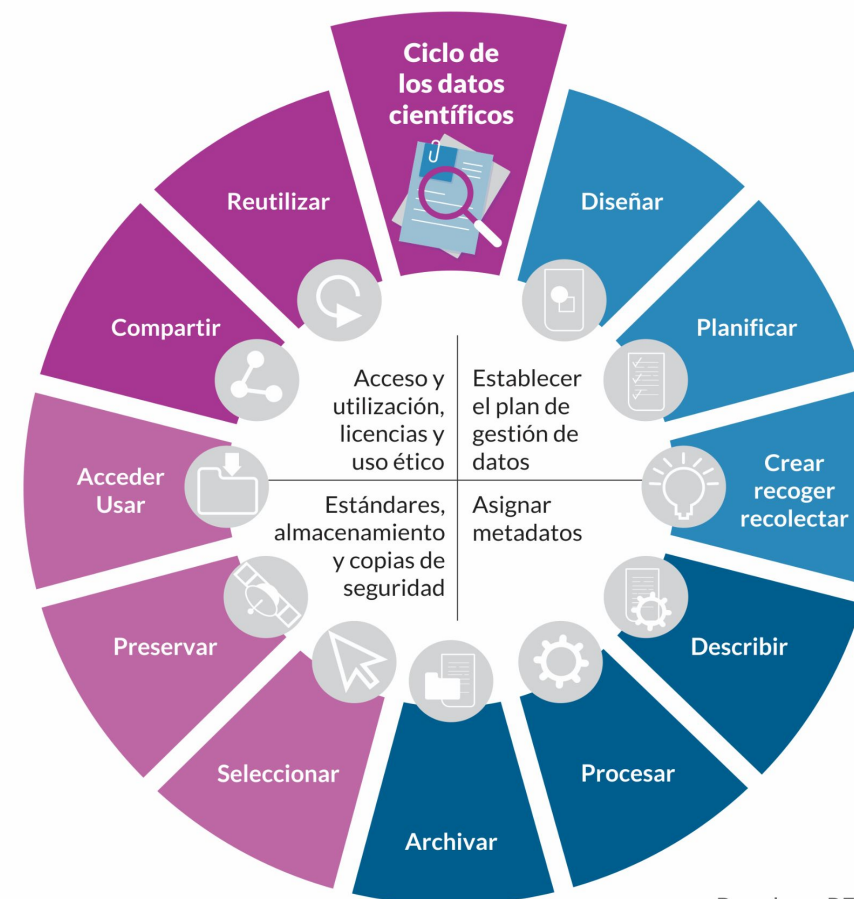 Ciclo de
los datos
científicos
Diseñar
Planificar
Crear
recoger
recolectar
Describir
Procesar
Archivar
Seleccionar
Preservar
Acceder
Usar
Compartir
Reutilizar
Acceso y
utilización,
licencias y
uso ético
Establecer
el plan de
gestión de
datos
Estándares,
almacenamiento
y copias de
seguridad
Asignar
metadatos